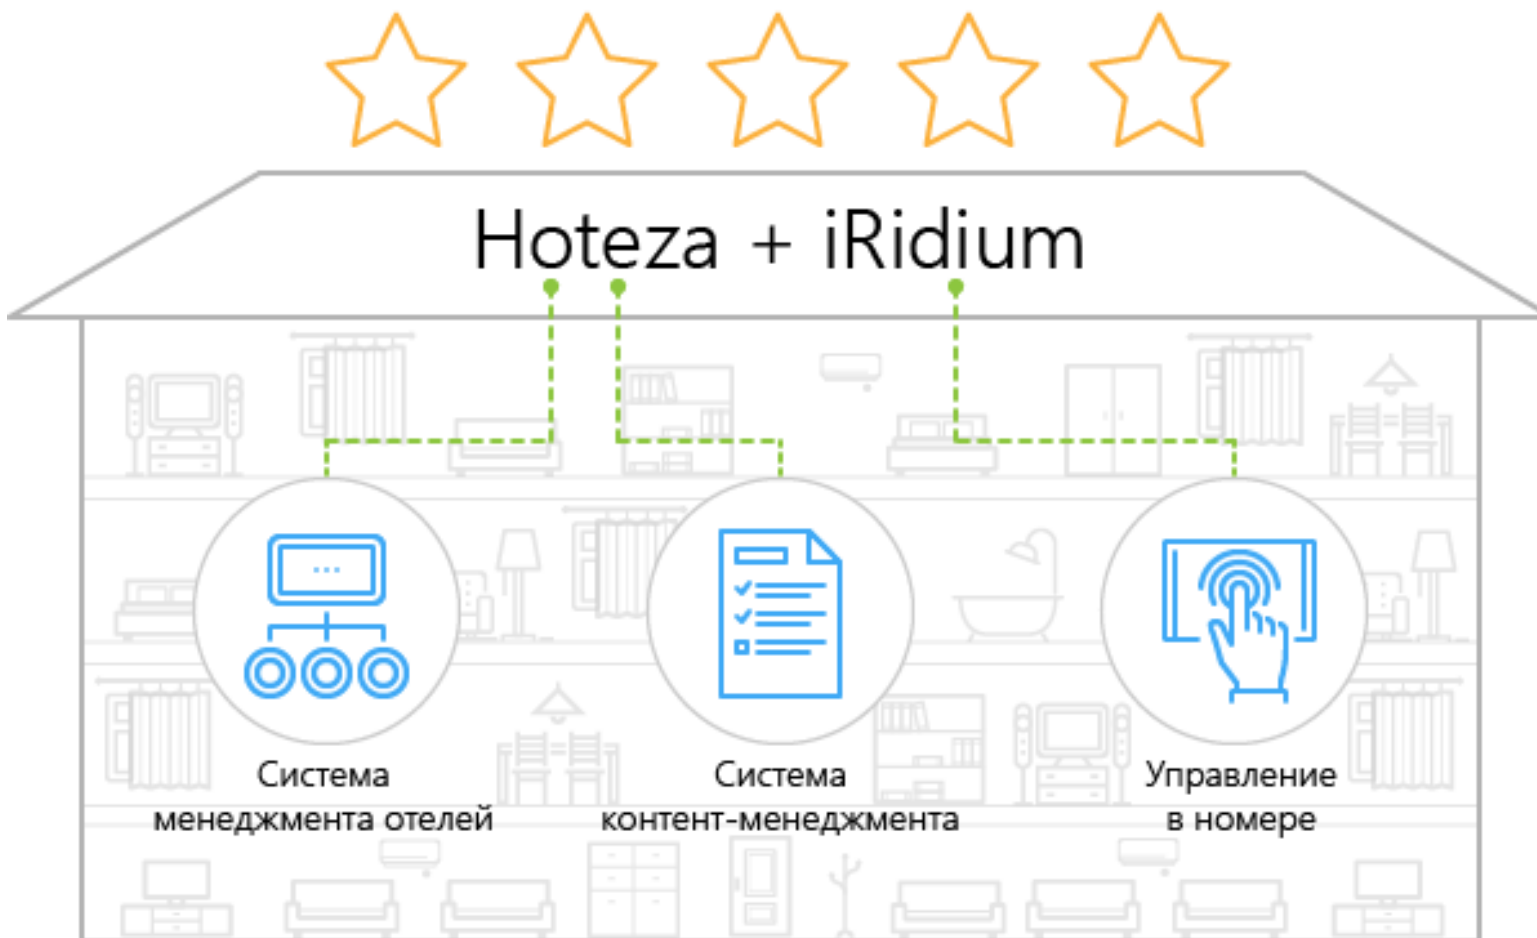 Hoteza + iRidium
Система
менеджмента отелей
Система
контент-менеджмента
Управление
в номере